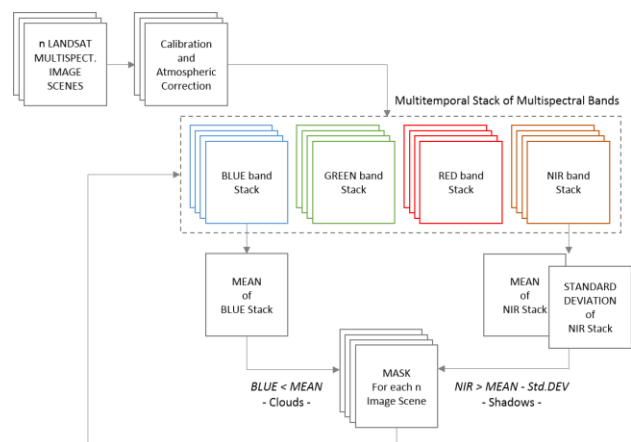 n LANDSAT
MULTISPECT.
IMAGE
SCENES
Calibration
and
Atmospheric
Correction
Multitemporal Stack of Multispectral Bands
BLUE band
Stack
GREEN band
Stack
RED band
Stack
NIR band
Stack
MEAN
of
BLUE Stack
MEAN
of
NIR Stack
STANDARD
DEVIATION
of
NIR Stack
BLUE < MEAN
- Clouds -
MASK
For each n
Image Scene
NIR > MEAN - Std.DEV
- Shadows -